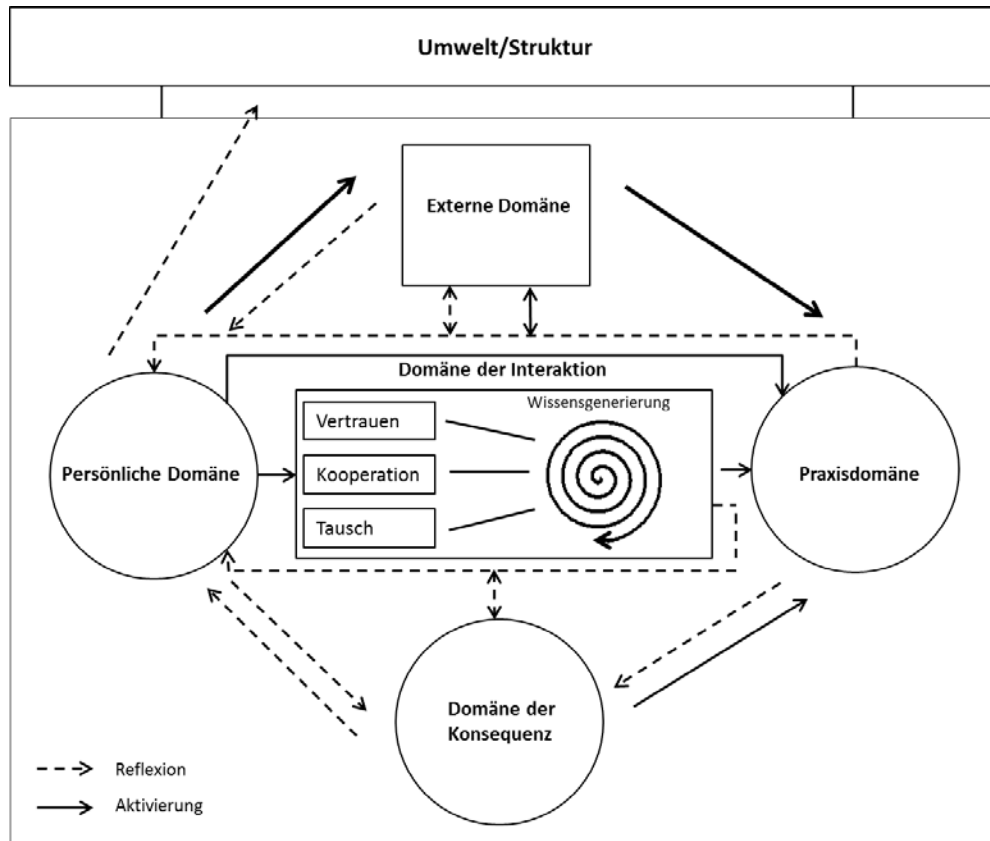 Umwelt/Struktur
Externe Domäne
Domäne der Interaktion
Wissensgenerierung
Vertrauen
Kooperation
Tausch
Persönliche Domäne
Praxisdomäne
Domäne der
Konsequenz
Reflexion
Aktivierung